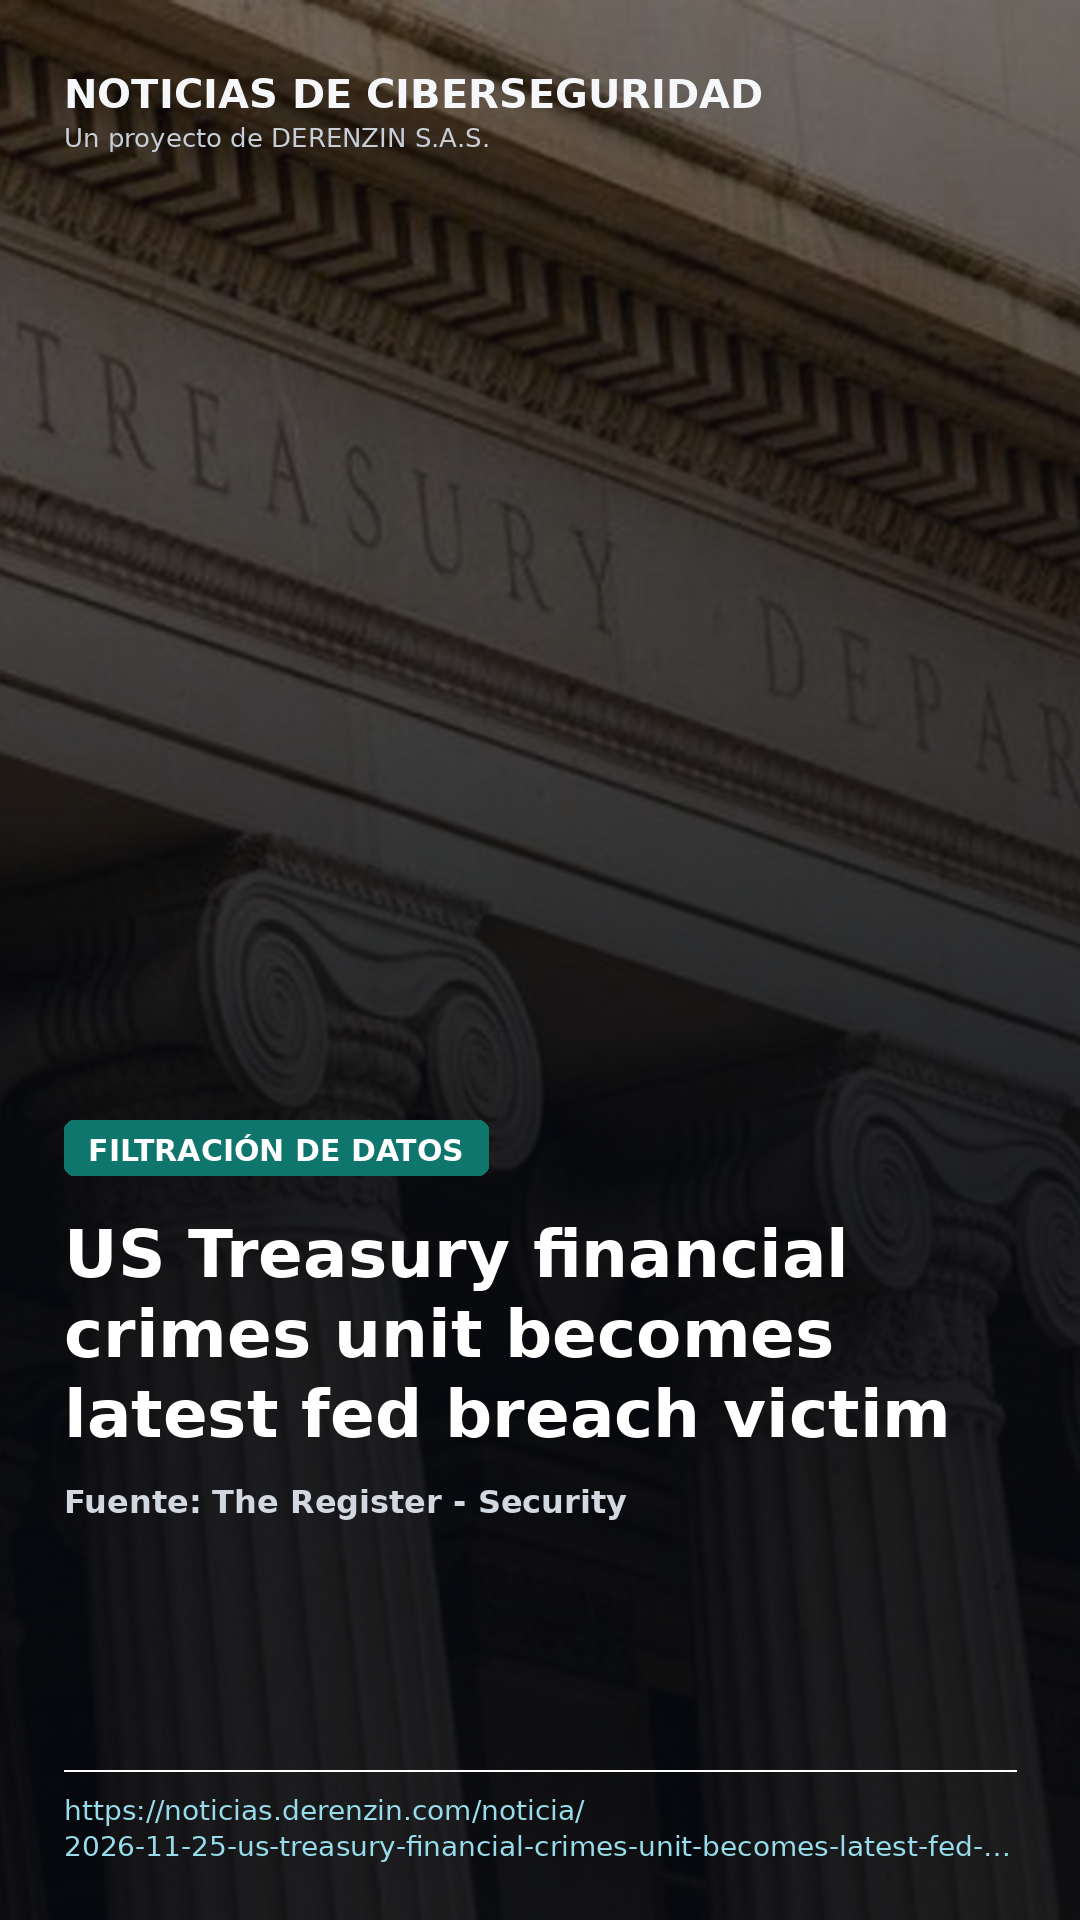 NOTICIAS DE CIBERSEGURIDAD
Un proyecto de DERENZIN S.A.S.
TREASURY DEPAR
FILTRACIÓN DE DATOS
US Treasury financial
crimes unit becomes
latest fed breach victim
Fuente: The Register - Security
https://noticias.derenzin.com/noticia/
2026-11-25-us-treasury-financial-crimes-unit-becomes-latest-fed-...